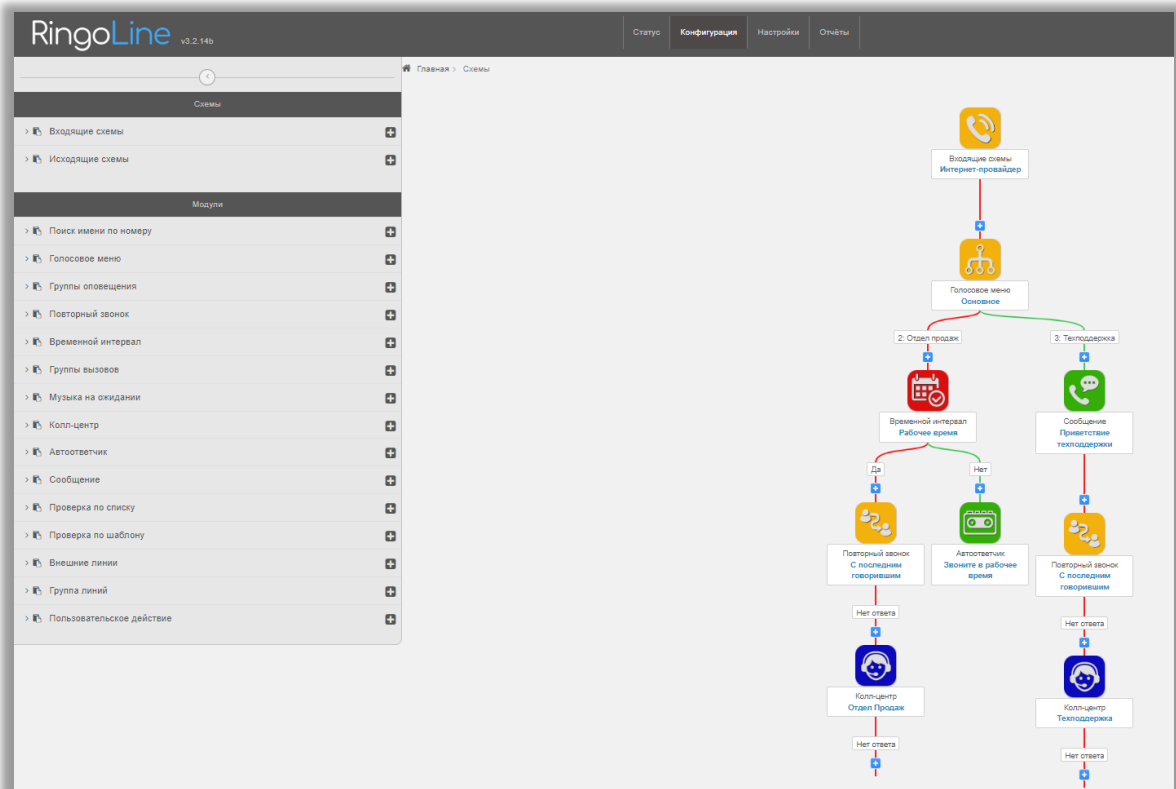 RingoLine v3.2.14b
Статус
Конфигурация
Настройки
Отчёты
Главная > Схемы
Схемы
Входящие схемы
Исходящие схемы
Модули
Поиск имени по номеру
Голосовое меню
Группы оповещения
Повторный звонок
Временной интервал
Группы вызовов
Музыка на ожидании
Колл-центр
Автоответчик
Сообщение
Проверка по списку
Проверка по шаблону
Внешние линии
Группа линий
Пользовательское действие
Входящие схемы
Интернет-провайдер
Голосовое меню
Основное
2: Отдел продаж
3: Техподдержка
Временной интервал
Рабочее время
Сообщение
Приветствие
техподдержки
Да
Нет
Повторный звонок
С последним
говорившим
Автоответчик
Звоните в рабочее
время
Повторный звонок
С последним
говорившим
Нет ответа
Нет ответа
Колл-центр
Отдел Продаж
Колл-центр
Техподдержка
Нет ответа
Нет ответа